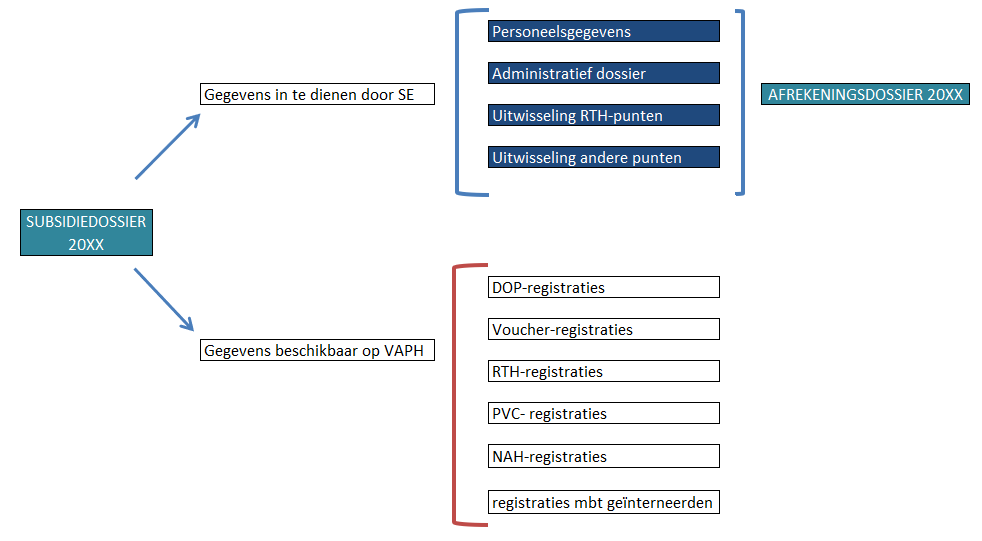 SUBSIDIEDOSSIER
20XX
Gegevens in te dienen door SE
Personeelsgegevens
Administratief dossier
Uitwisseling RTH-punten
Uitwisseling andere punten
AFREKENINGSDOSSIER 20XX
Gegevens beschikbaar op VAPH
DOP-registraties
Voucher-registraties
RTH-registraties
PVC- registraties
NAH-registraties
registraties mbt geïnterneerden